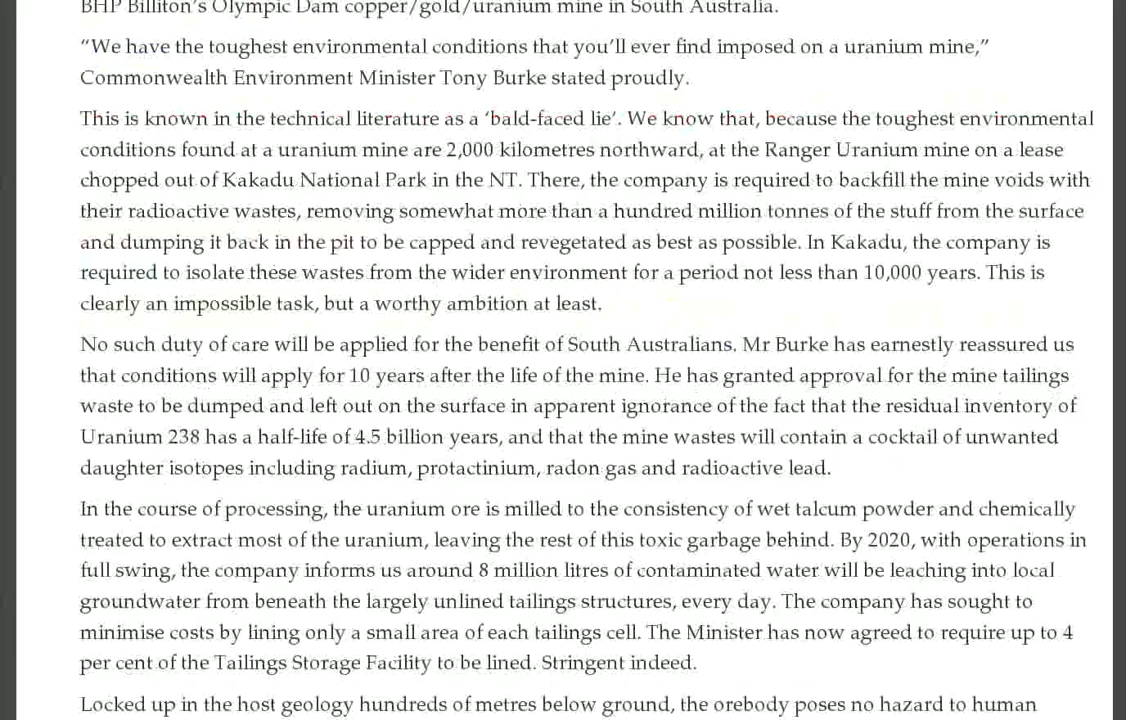 BHP Billiton's Olympic Dam copper/gold/uranium mine in South Australia.
“We have the toughest environmental conditions that you’ll ever find imposed on a uranium mine,”
Commonwealth Environment Minister Tony Burke stated proudly.
This is known in the technical literature as a ‘bald-faced lie’. We know that, because the toughest environmental
conditions found at a uranium mine are 2,000 kilometres northward, at the Ranger Uranium mine on a lease
chopped out of Kakadu National Park in the NT. There, the company is required to backfill the mine voids with
their radioactive wastes, removing somewhat more than a hundred million tonnes of the stuff from the surface
and dumping it back in the pit to be capped and revegetated as best as possible. In Kakadu, the company is
required to isolate these wastes from the wider environment for a period not less than 10,000 years. This is
clearly an impossible task, but a worthy ambition at least.
No such duty of care will be applied for the benefit of South Australians. Mr Burke has earnestly reassured us
that conditions will apply for 10 years after the life of the mine. He has granted approval for the mine tailings
waste to be dumped and left out on the surface in apparent ignorance of the fact that the residual inventory of
Uranium 238 has a half-life of 4.5 billion years, and that the mine wastes will contain a cocktail of unwanted
daughter isotopes including radium, protactinium, radon gas and radioactive lead.
In the course of processing, the uranium ore is milled to the consistency of wet talcum powder and chemically
treated to extract most of the uranium, leaving the rest of this toxic garbage behind. By 2020, with operations in
full swing, the company informs us around 8 million litres of contaminated water will be leaching into local
groundwater from beneath the largely unlined tailings structures, every day. The company has sought to
minimise costs by lining only a small area of each tailings cell. The Minister has now agreed to require up to 4
per cent of the Tailings Storage Facility to be lined. Stringent indeed.
Locked up in the host geology hundreds of metres below ground, the orebody poses no hazard to human